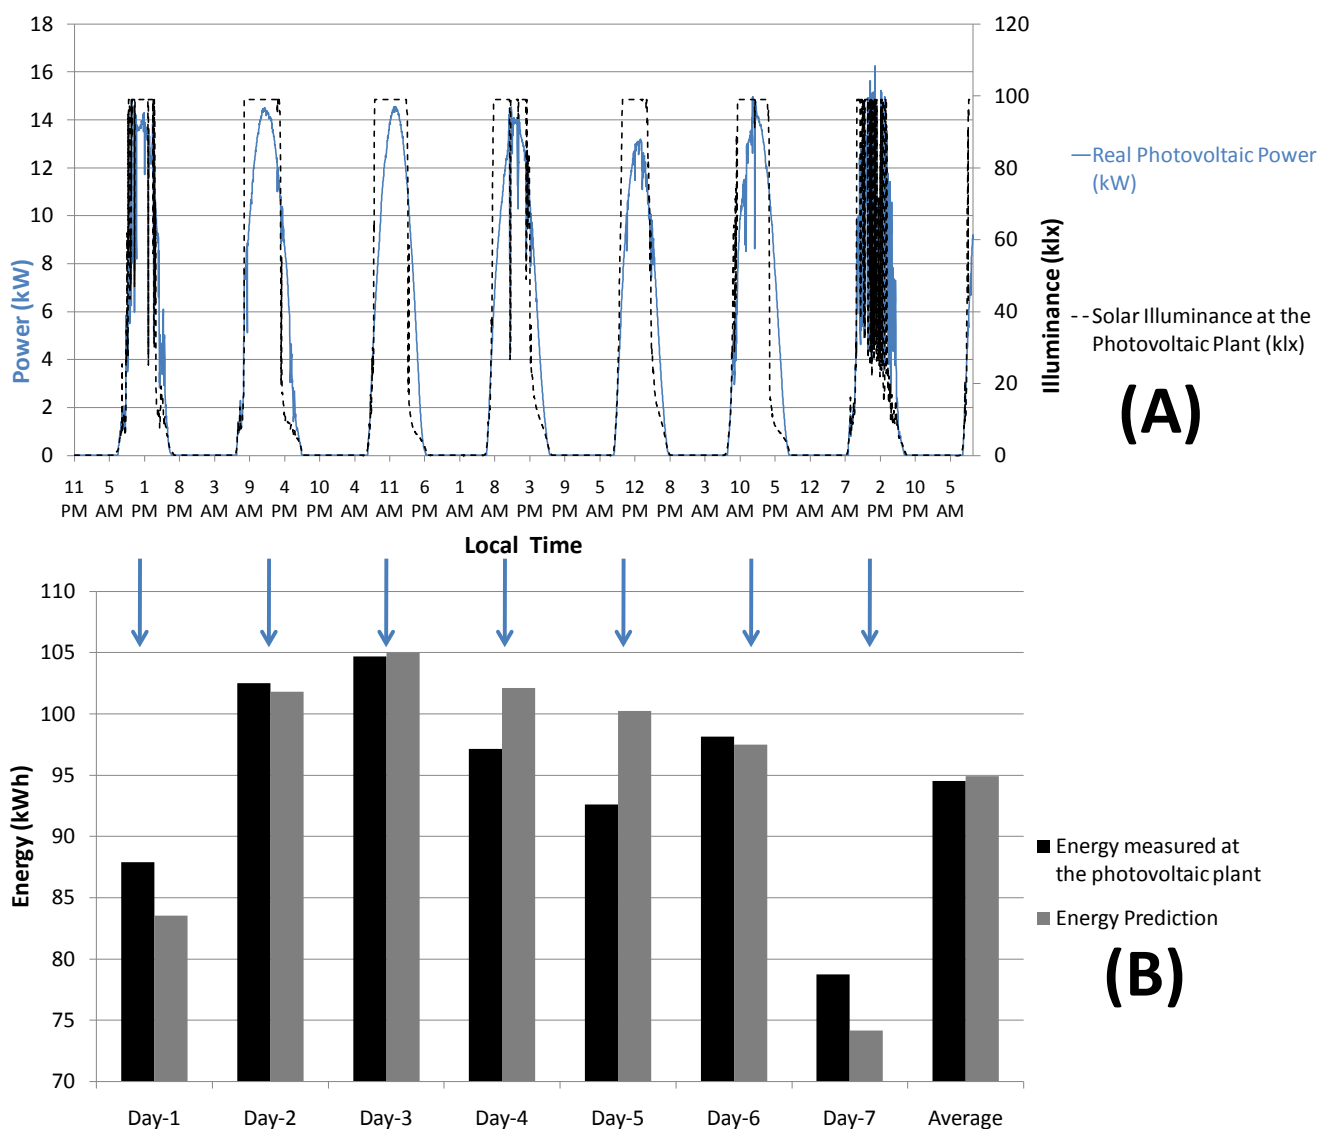 18
16
14
12
10
8
6
4
2
0
Power (kW)
120
100
80
60
40
20
0
Illuminance (klx)
Real Photovoltaic Power
(kW)
Solar Illuminance at the
Photovoltaic Plant (klx)
(A)
11 5 1 8 3 9 4 10 4 11 6 1 8 3 9 5 12 8 3 10 5 12 7 2 10 5
PM AM PM PM AM AM PM PM AM AM PM AM AM PM PM AM PM PM AM AM PM AM AM PM PM AM
Local Time
110
105
100
95
90
85
80
75
70
Energy (kWh)
Energy measured at
the photovoltaic plant
Energy Prediction
(B)
Day-1 Day-2 Day-3 Day-4 Day-5 Day-6 Day-7 Average